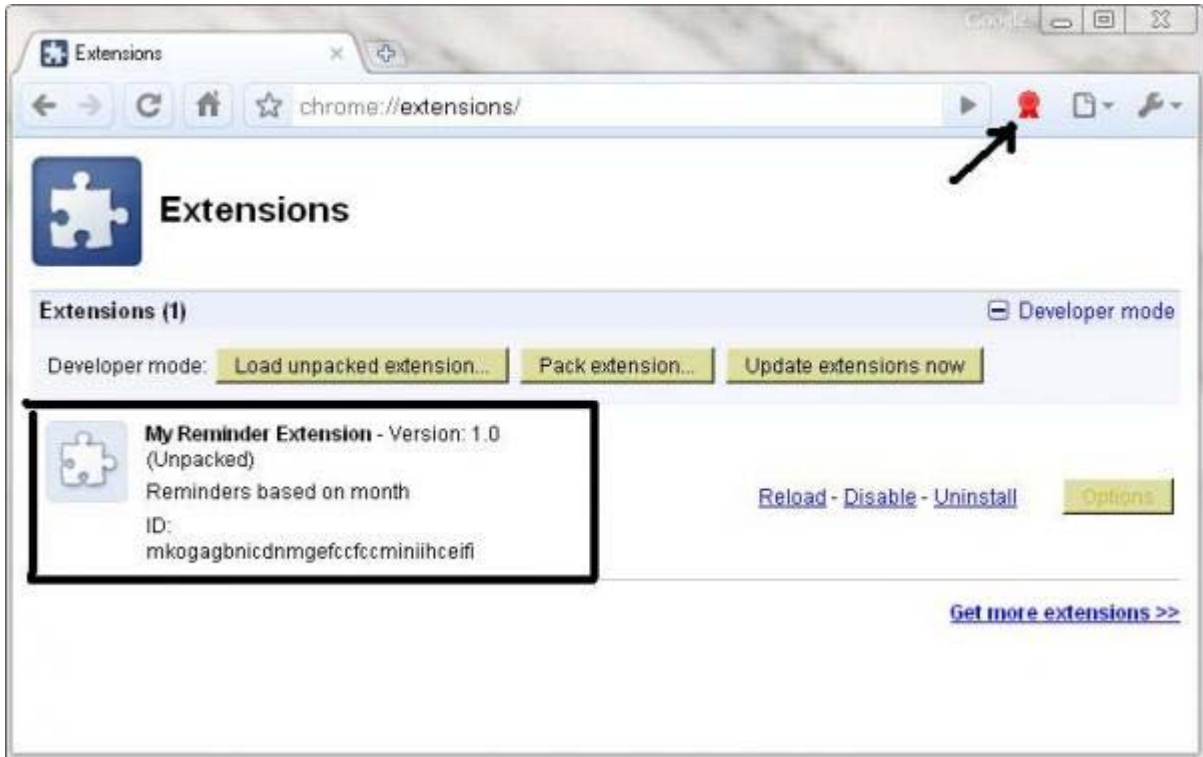 Google
Extensions
chrome://extensions/
Extensions
Extensions (1)
Developer mode
Developer mode: Load unpacked extension... Pack extension... Update extensions now
My Reminder Extension - Version: 1.0
(Unpacked)
Reminders based on month
Reload - Disable - Uninstall Options
ID:
mkogagbnicdnmgefccfccminiihceifi
Get more extensions >>